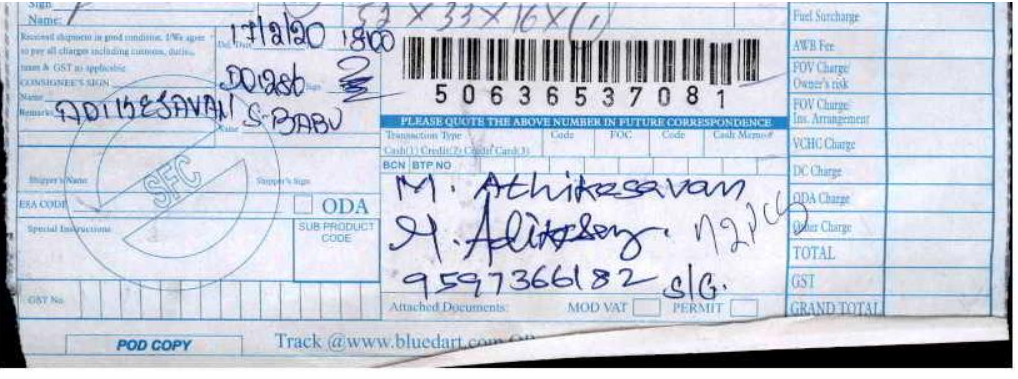 Sign
Name:
52 X 33 X 16 X (1)
Fuel Surcharge
Received shipment in good condition. I/We agree
to pay all charges including customs, duties,
taxes & GST as applicable
CONSIGNEE'S SIGN
Name
Remarks
ADIKESAVAN
17/2/20 1800
S. BABU
50636537081
PLEASE QUOTE THE ABOVE NUMBER IN FUTURE CORRESPONDENCE
Transaction Type Code FOC Code Cash Memo#
Cash(1) Credit(2) Credit Card(3)
BCN BTP NO
M. Athikesavan
9597366182 S/G.
Attached Documents: MOD VAT PERMIT
AWB Fee
FOV Charge/
Owner's risk
FOV Charge/
Ins. Arrangement
VCHC Charge
DC Charge
ODA Charge
Other Charge
TOTAL
GST
GRAND TOTAL
Shipper's Name Shipper's Sign
SFC
ESA CODE
ODA
Special Instructions
SUB PRODUCT
CODE
GST No.
POD COPY
Track @www.bluedart.com